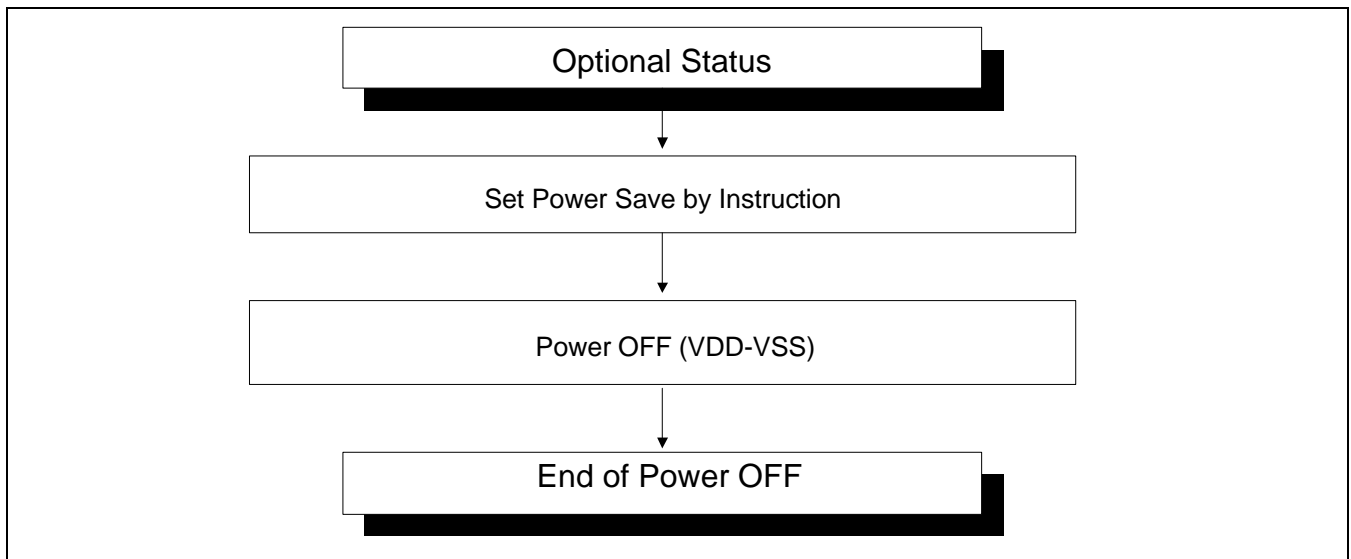 Optional Status
Set Power Save by Instruction
Power OFF (VDD-VSS)
End of Power OFF